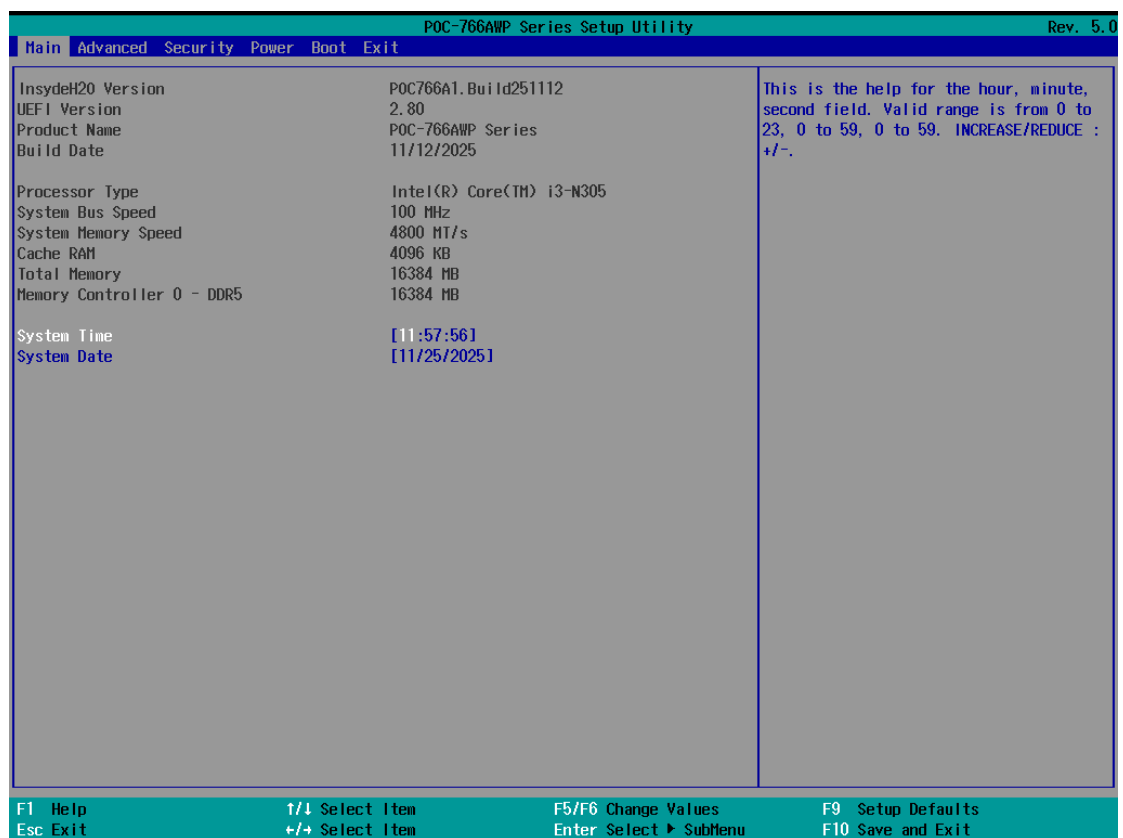 POC-766AWP Series Setup Utility Rev. 5.0
Main Advanced Security Power Boot Exit
InsydeH2O Version POC766A1.Build251112
UEFI Version 2.80
Product Name POC-766AWP Series
Build Date 11/12/2025
Processor Type Intel(R) Core(TM) i3-N305
System Bus Speed 100 MHz
System Memory Speed 4800 MT/s
Cache RAM 4096 KB
Total Memory 16384 MB
Memory Controller 0 - DDR5 16384 MB
System Time [11:57:56]
System Date [11/25/2025]
This is the help for the hour, minute,
second field. Valid range is from 0 to
23, 0 to 59, 0 to 59. INCREASE/REDUCE :
+/-.
F1 Help ↑/↓ Select Item F5/F6 Change Values F9 Setup Defaults
Esc Exit ←/→ Select Item Enter Select ▶ SubMenu F10 Save and Exit